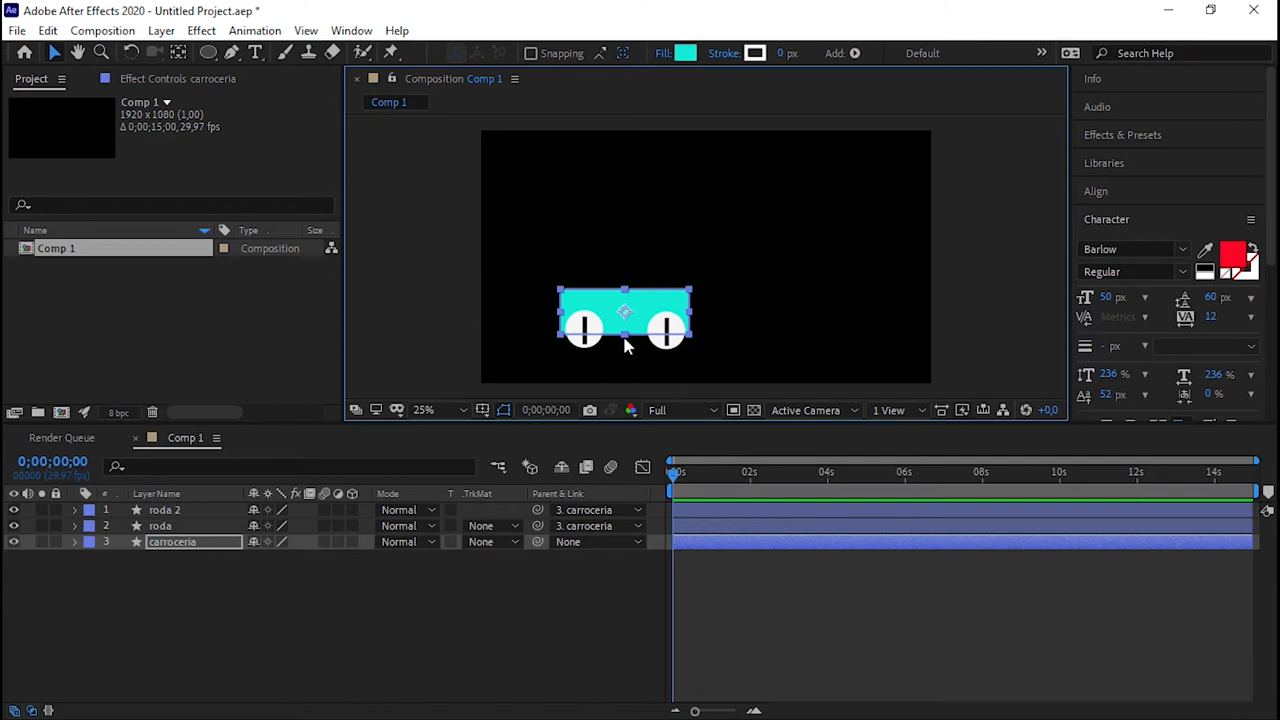 Adobe After Effects 2020 - Untitled Project.aep *
File Edit Composition Layer Effect Animation View Window Help
Snapping Fill: Stroke: 0 px Add: Default Search Help
Project Effect Controls carroceria
Composition Comp 1
Info
Comp 1
Comp 1
1920 x 1080 (1,00)
Δ 0;00;15;00, 29,97 fps
Audio
Effects & Presets
Libraries
Align
Character
Name Type Size
Comp 1 Composition
Barlow
Regular
50 px 60 px
Metrics 12
- px
236 % 236 %
52 px 0 %
8 bpc 25% 0;00;00;00 Full Active Camera 1 View +0,0
Render Queue Comp 1
0;00;00;00
00000 (29.97 fps)
00s 02s 04s 06s 08s 10s 12s 14s
# Layer Name Mode T .TrkMat Parent & Link
1 roda 2 Normal 3. carroceria
2 roda Normal None 3. carroceria
3 carroceria Normal None None